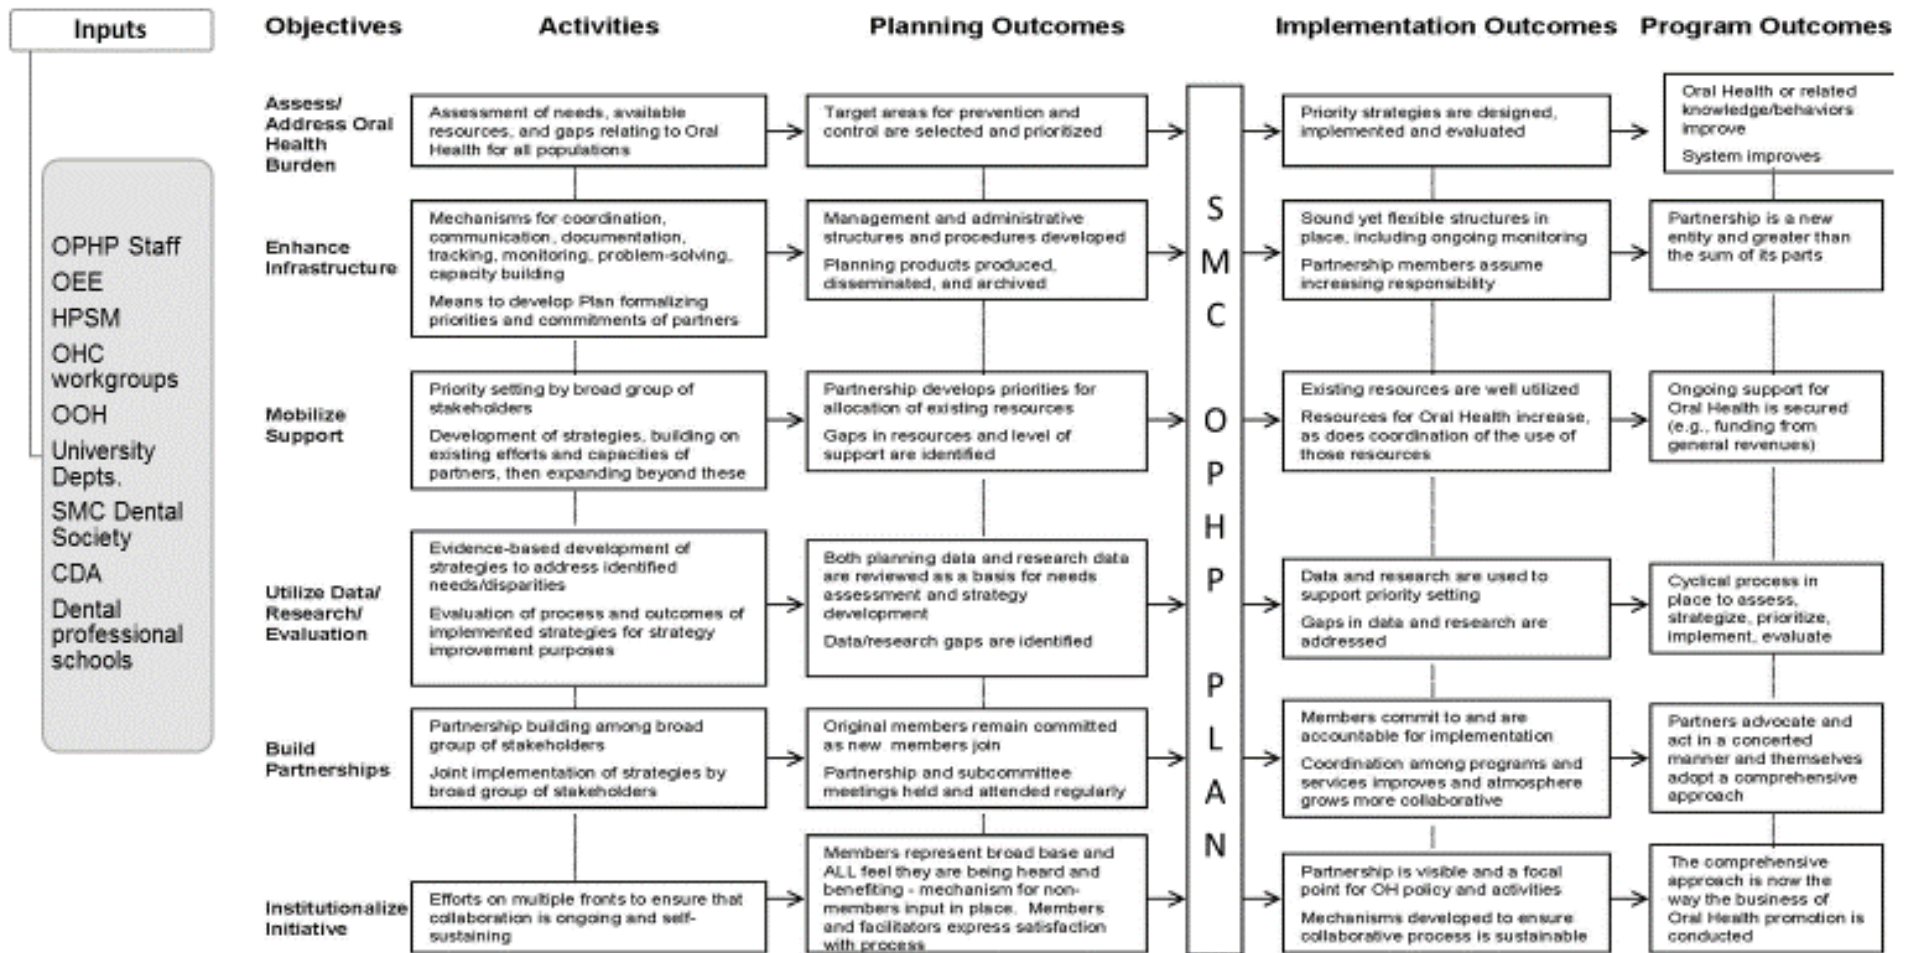 Inputs
Objectives
Activities
Planning Outcomes
Implementation Outcomes
Program Outcomes
OPHP Staff
OEE
HPSM
OHC
workgroups
OOH
University
Depts.
SMC Dental
Society
CDA
Dental
professional
schools
Assess/
Address Oral
Health
Burden
Assessment of needs, available
resources, and gaps relating to Oral
Health for all populations
Target areas for prevention and
control are selected and prioritized
S
M
C
O
P
H
P
P
L
A
N
Priority strategies are designed,
implemented and evaluated
Oral Health or related
knowledge/behaviors
improve
System improves
Enhance
Infrastructure
Mechanisms for coordination,
communication, documentation,
tracking, monitoring, problem-solving,
capacity building
Means to develop Plan formalizing
priorities and commitments of partners
Management and administrative
structures and procedures developed
Planning products produced,
disseminated, and archived
Sound yet flexible structures in
place, including ongoing monitoring
Partnership members assume
increasing responsibility
Partnership is a new
entity and greater than
the sum of its parts
Mobilize
Support
Priority setting by broad group of
stakeholders
Development of strategies, building on
existing efforts and capacities of
partners, then expanding beyond these
Partnership develops priorities for
allocation of existing resources
Gaps in resources and level of
support are identified
Existing resources are well utilized
Resources for Oral Health increase,
as does coordination of the use of
those resources
Ongoing support for
Oral Health is secured
(e.g., funding from
general revenues)
Utilize Data/
Research/
Evaluation
Evidence-based development of
strategies to address identified
needs/disparities
Evaluation of process and outcomes of
implemented strategies for strategy
improvement purposes
Both planning data and research data
are reviewed as a basis for needs
assessment and strategy
development
Data/research gaps are identified
Data and research are used to
support priority setting
Gaps in data and research are
addressed
Cyclical process in
place to assess,
strategize, prioritize,
implement, evaluate
Build
Partnerships
Partnership building among broad
group of stakeholders
Joint implementation of strategies by
broad group of stakeholders
Original members remain committed
as new members join
Partnership and subcommittee
meetings held and attended regularly
Members commit to and are
accountable for implementation
Coordination among programs and
services improves and atmosphere
grows more collaborative
Partners advocate and
act in a concerted
manner and themselves
adopt a comprehensive
approach
Institutionalize
Initiative
Efforts on multiple fronts to ensure that
collaboration is ongoing and self-
sustaining
Members represent broad base and
ALL feel they are being heard and
benefiting - mechanism for non-
members input in place. Members
and facilitators express satisfaction
with process
Partnership is visible and a focal
point for OH policy and activities
Mechanisms developed to ensure
collaborative process is sustainable
The comprehensive
approach is now the
way the business of
Oral Health promotion is
conducted